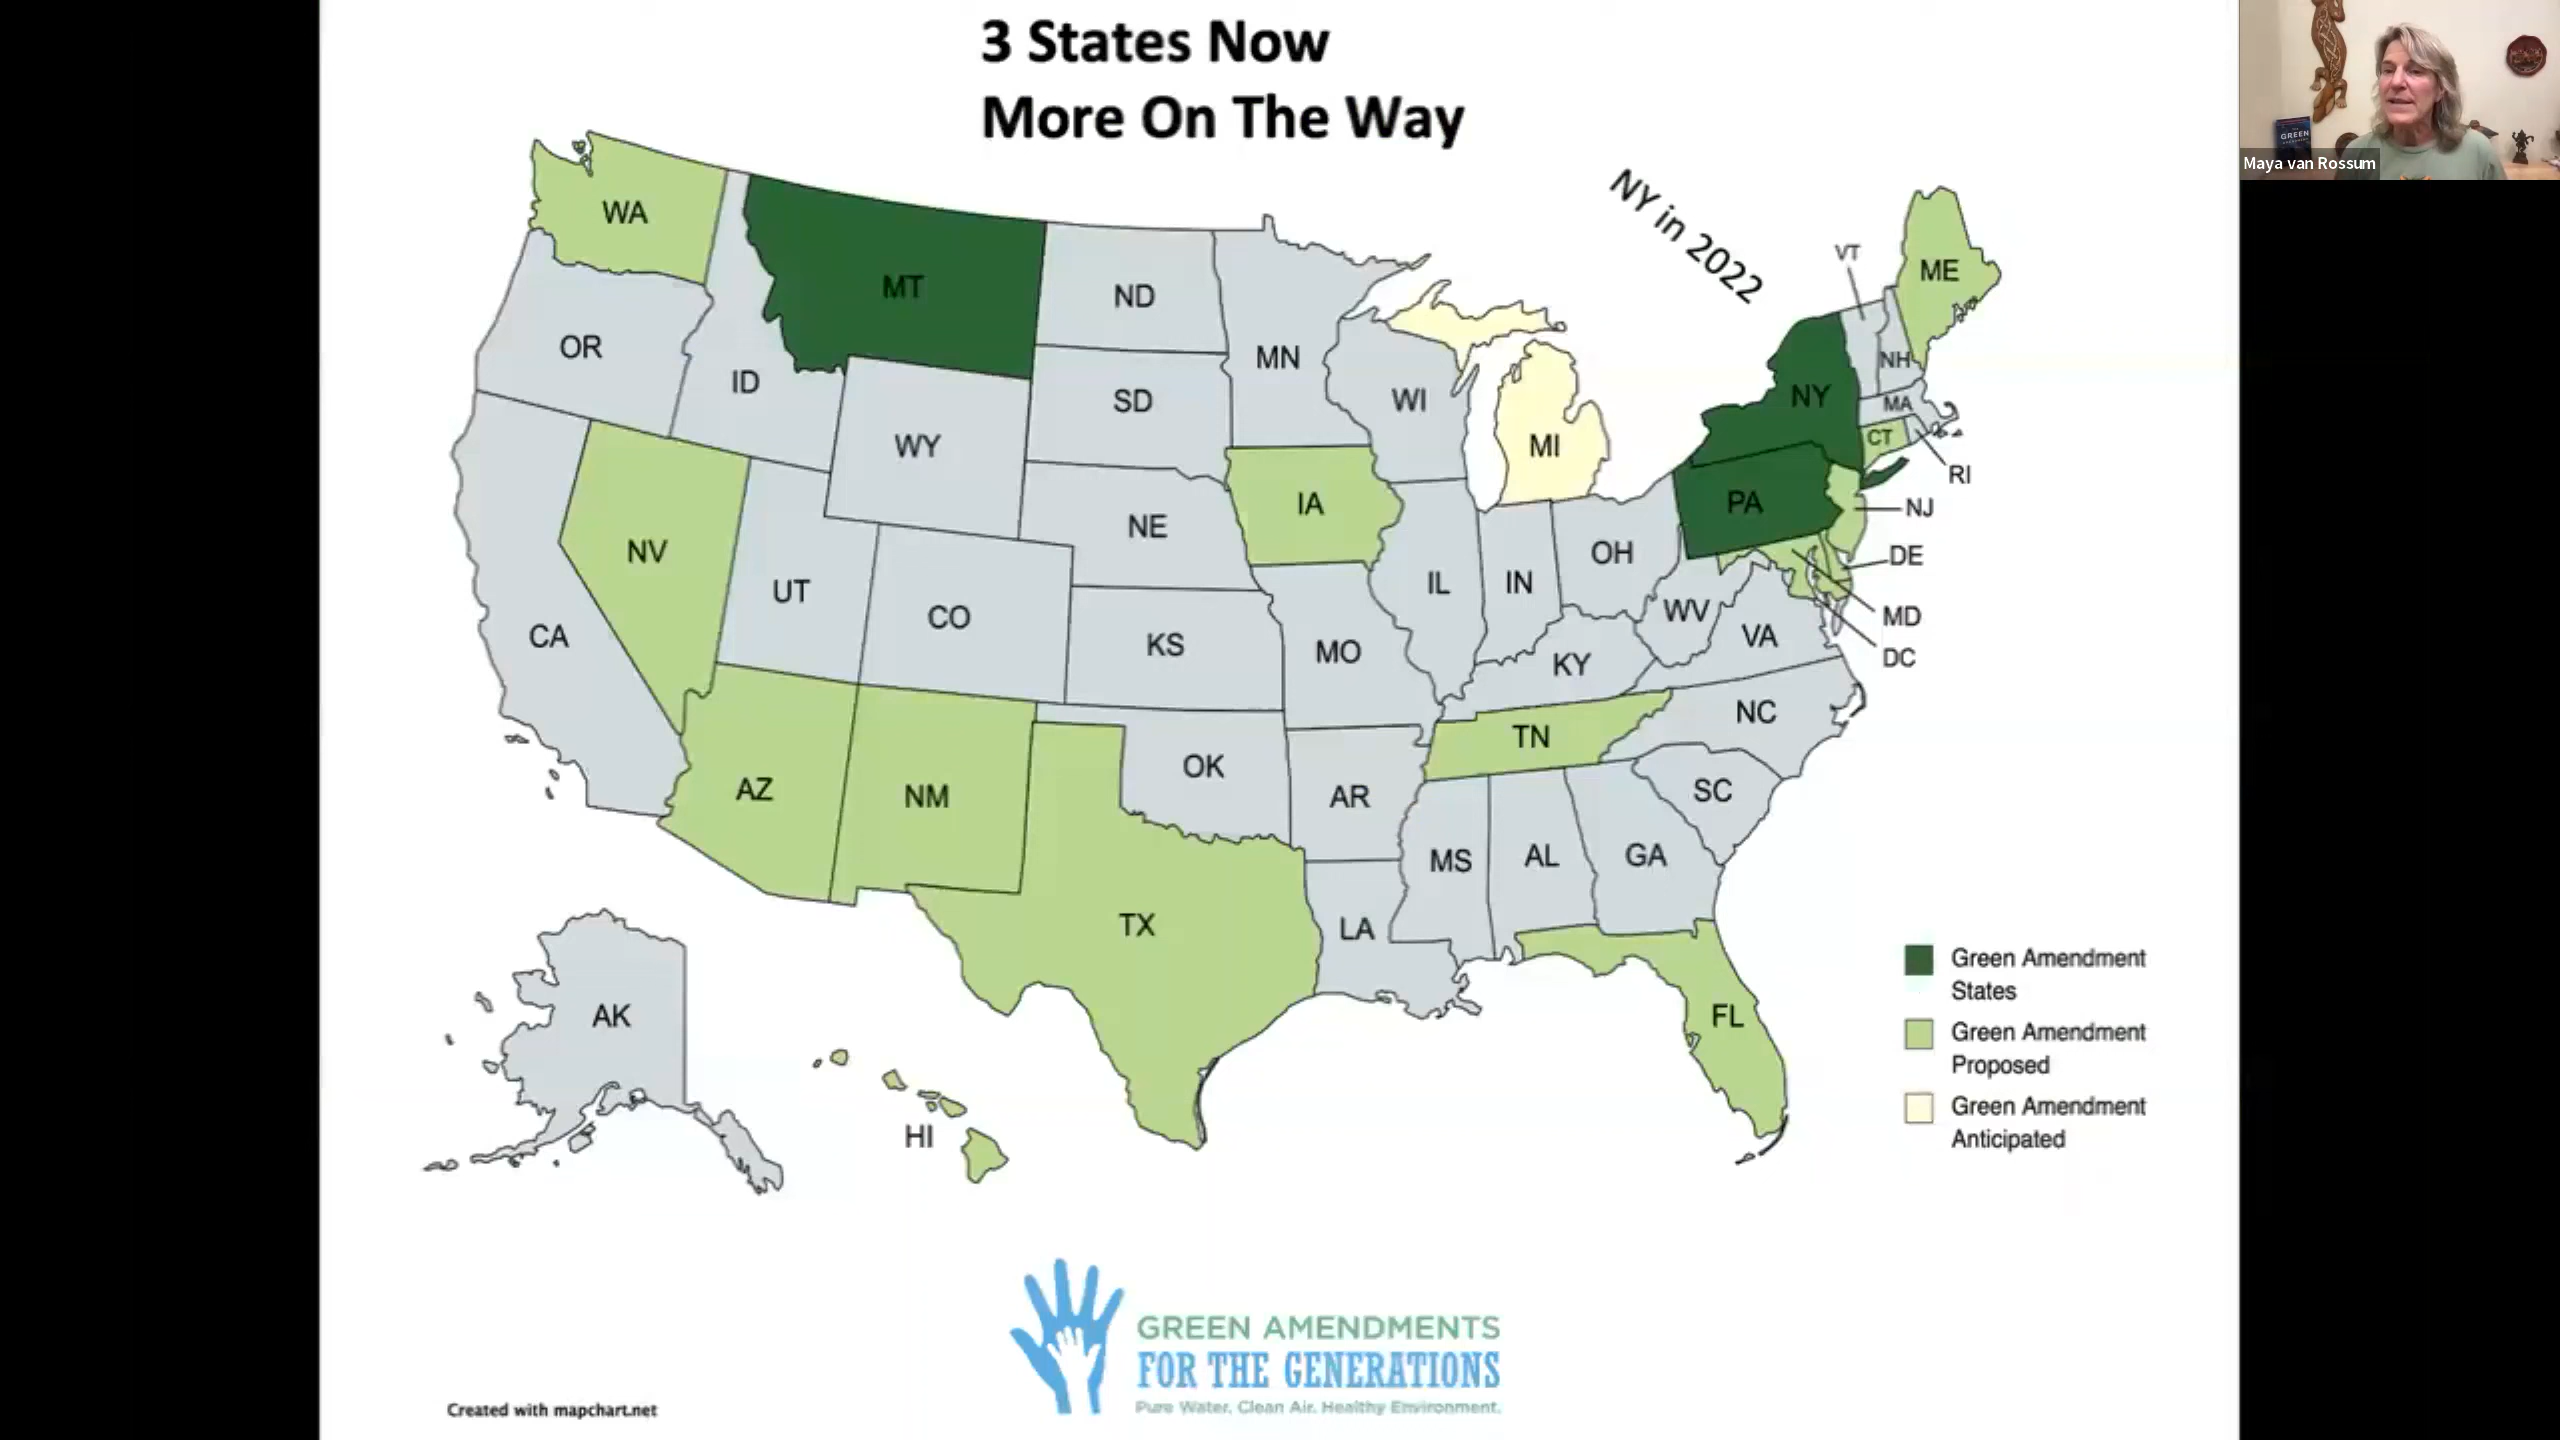 3 States Now
More On The Way
GREEN
Maya van Rossum
NY in 2022
WA
MT
ND
MN
VT
ME
OR
ID
SD
WI
MI
NY
NH
MA
CT
RI
WY
IA
PA
NJ
NV
NE
DE
UT
CO
IL
IN
OH
WV
MD
CA
KS
MO
KY
VA
DC
NC
TN
AZ
NM
OK
AR
SC
TX
MS
AL
GA
LA
AK
FL
HI
Green Amendment
States
Green Amendment
Proposed
Green Amendment
Anticipated
GREEN AMENDMENTS
FOR THE GENERATIONS
Pure Water. Clean Air. Healthy Environment.
Created with mapchart.net